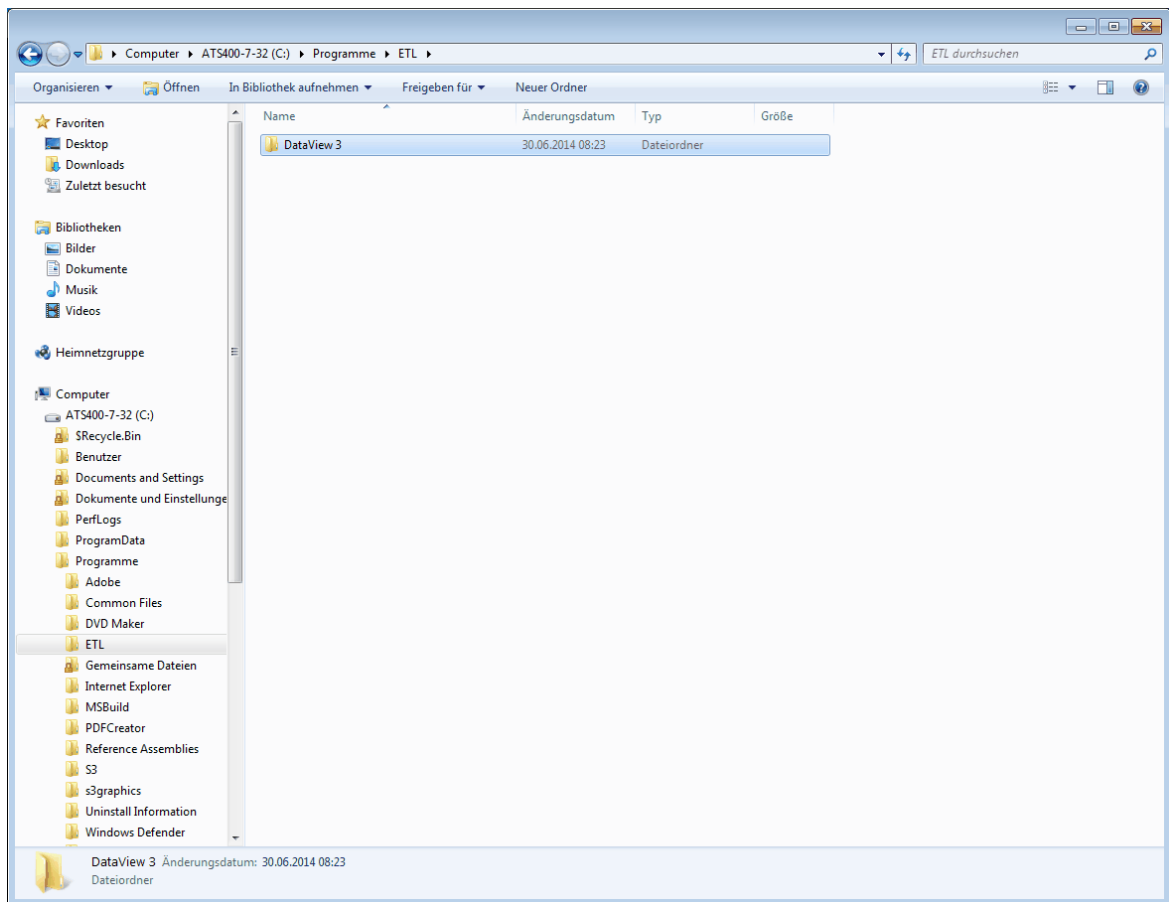 Computer ▸ ATS400-7-32 (C:) ▸ Programme ▸ ETL ▸
ETL durchsuchen
Organisieren Öffnen In Bibliothek aufnehmen Freigeben für Neuer Ordner
Favoriten
Desktop
Downloads
Zuletzt besucht
Bibliotheken
Bilder
Dokumente
Musik
Videos
Heimnetzgruppe
Computer
ATS400-7-32 (C:)
$Recycle.Bin
Benutzer
Documents and Settings
Dokumente und Einstellunge
PerfLogs
ProgramData
Programme
Adobe
Common Files
DVD Maker
ETL
Gemeinsame Dateien
Internet Explorer
MSBuild
PDFCreator
Reference Assemblies
S3
s3graphics
Uninstall Information
Windows Defender
Name Änderungsdatum Typ Größe
DataView 3 30.06.2014 08:23 Dateiordner
DataView 3 Änderungsdatum: 30.06.2014 08:23
Dateiordner